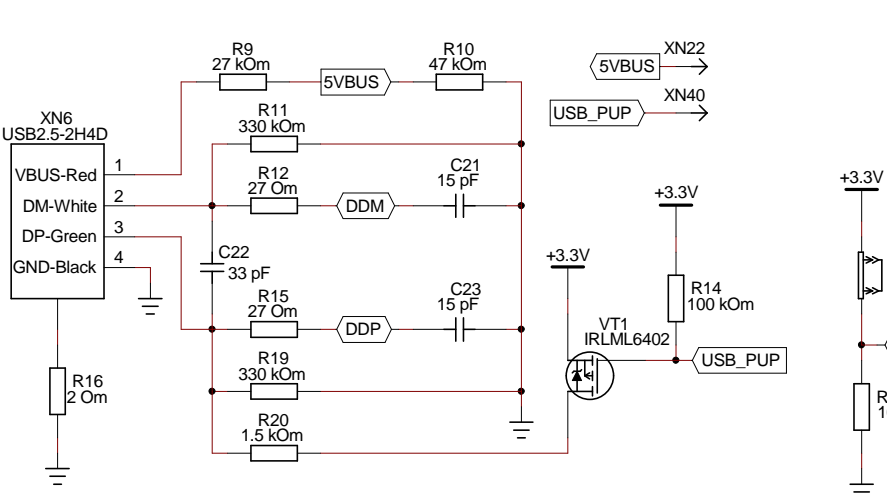 R9
27 kOm
5VBUS
R10
47 kOm
XN22
5VBUS
XN40
USB_PUP
XN6
USB2.5-2H4D
VBUS-Red
1
DM-White
2
DP-Green
3
GND-Black
4
R11
330 kOm
R12
27 Om
DDM
C21
15 pF
C22
33 pF
R15
27 Om
DDP
C23
15 pF
R19
330 kOm
R20
1.5 kOm
R16
2 Om
+3.3V
VT1
IRLML6402
+3.3V
R14
100 kOm
USB_PUP
+3.3V